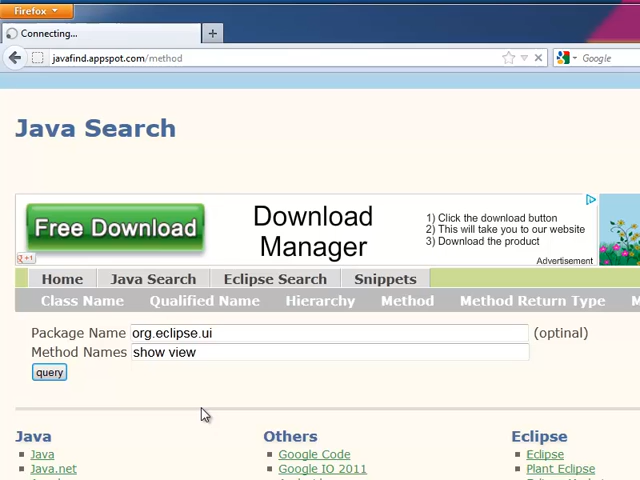 Firefox
Connecting...
javafind.appspot.com/method
Google
Java Search
Free Download
Download Manager
1) Click the download button
2) This will take you to our website
3) Download the product
+1
Advertisement
Home Java Search Eclipse Search Snippets
Class Name Qualified Name Hierarchy Method Method Return Type M
Package Name org.eclipse.ui (optinal)
Method Names show view
query
Java Others Eclipse
Java Google Code Eclipse
Java.net Google IO 2011 Plant Eclipse